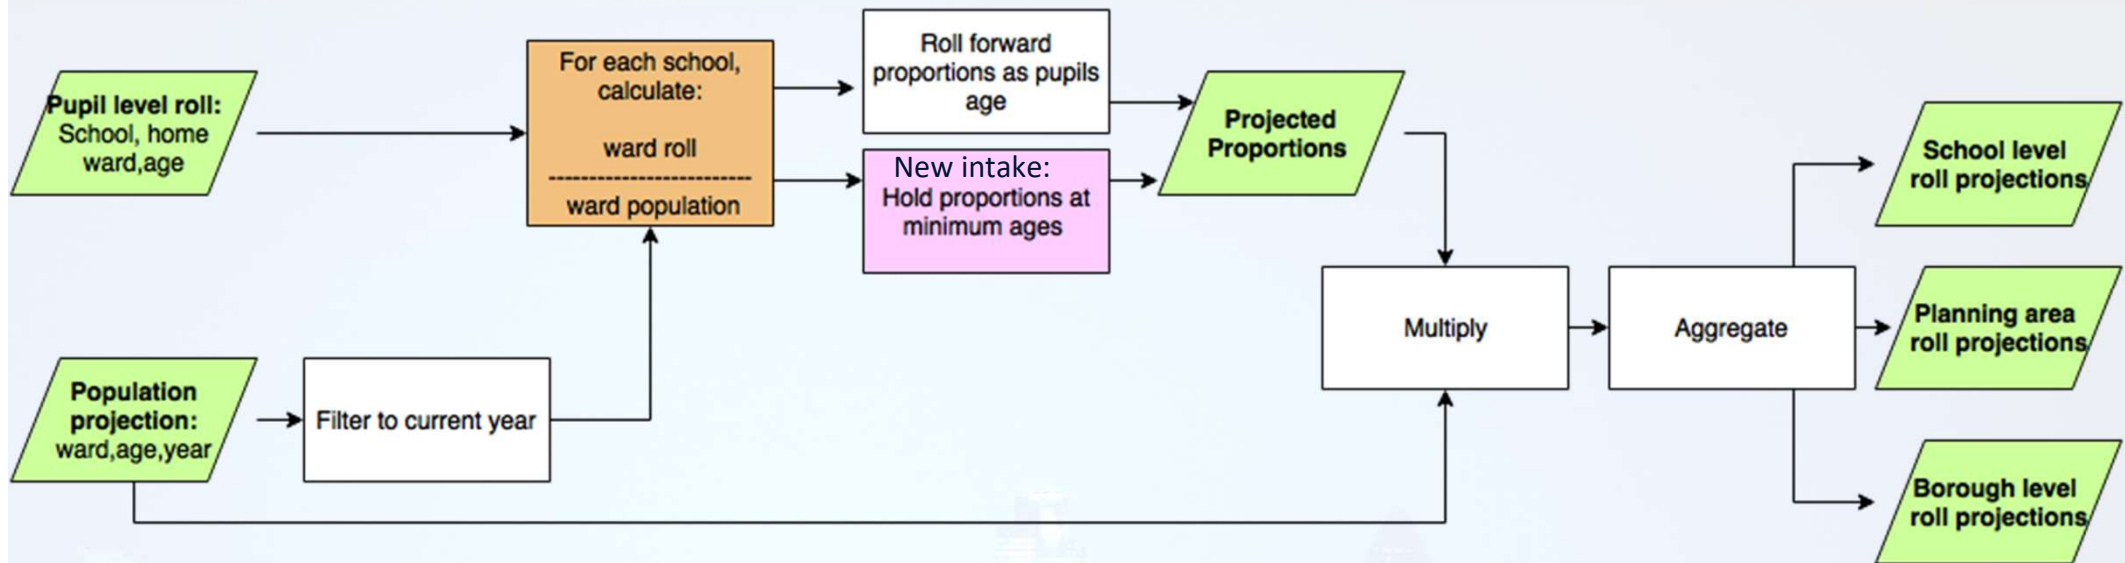 Pupil level roll:
School, home
ward,age
For each school,
calculate:
ward roll
-------------------------
ward population
Roll forward
proportions as pupils
age
New intake:
Hold proportions at
minimum ages
Projected
Proportions
Population
projection:
ward,age,year
Filter to current year
Multiply
Aggregate
School level
roll projections
Planning area
roll projections
Borough level
roll projections